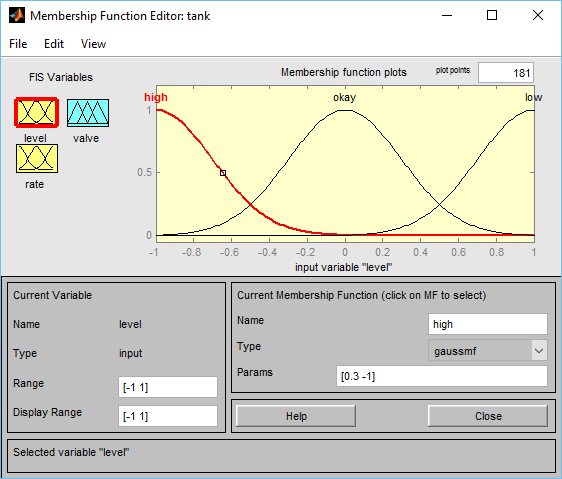 Membership Function Editor: tank
File Edit View
FIS Variables
level
valve
rate
Membership function plots
plot points:
181
high
okay
low
1
0.5
0
-1 -0.8 -0.6 -0.4 -0.2 0 0.2 0.4 0.6 0.8 1
input variable "level"
Current Variable
Name level
Type input
Range [-1 1]
Display Range [-1 1]
Current Membership Function (click on MF to select)
Name high
Type gaussmf
Params [0.3 -1]
Help
Close
Selected variable "level"